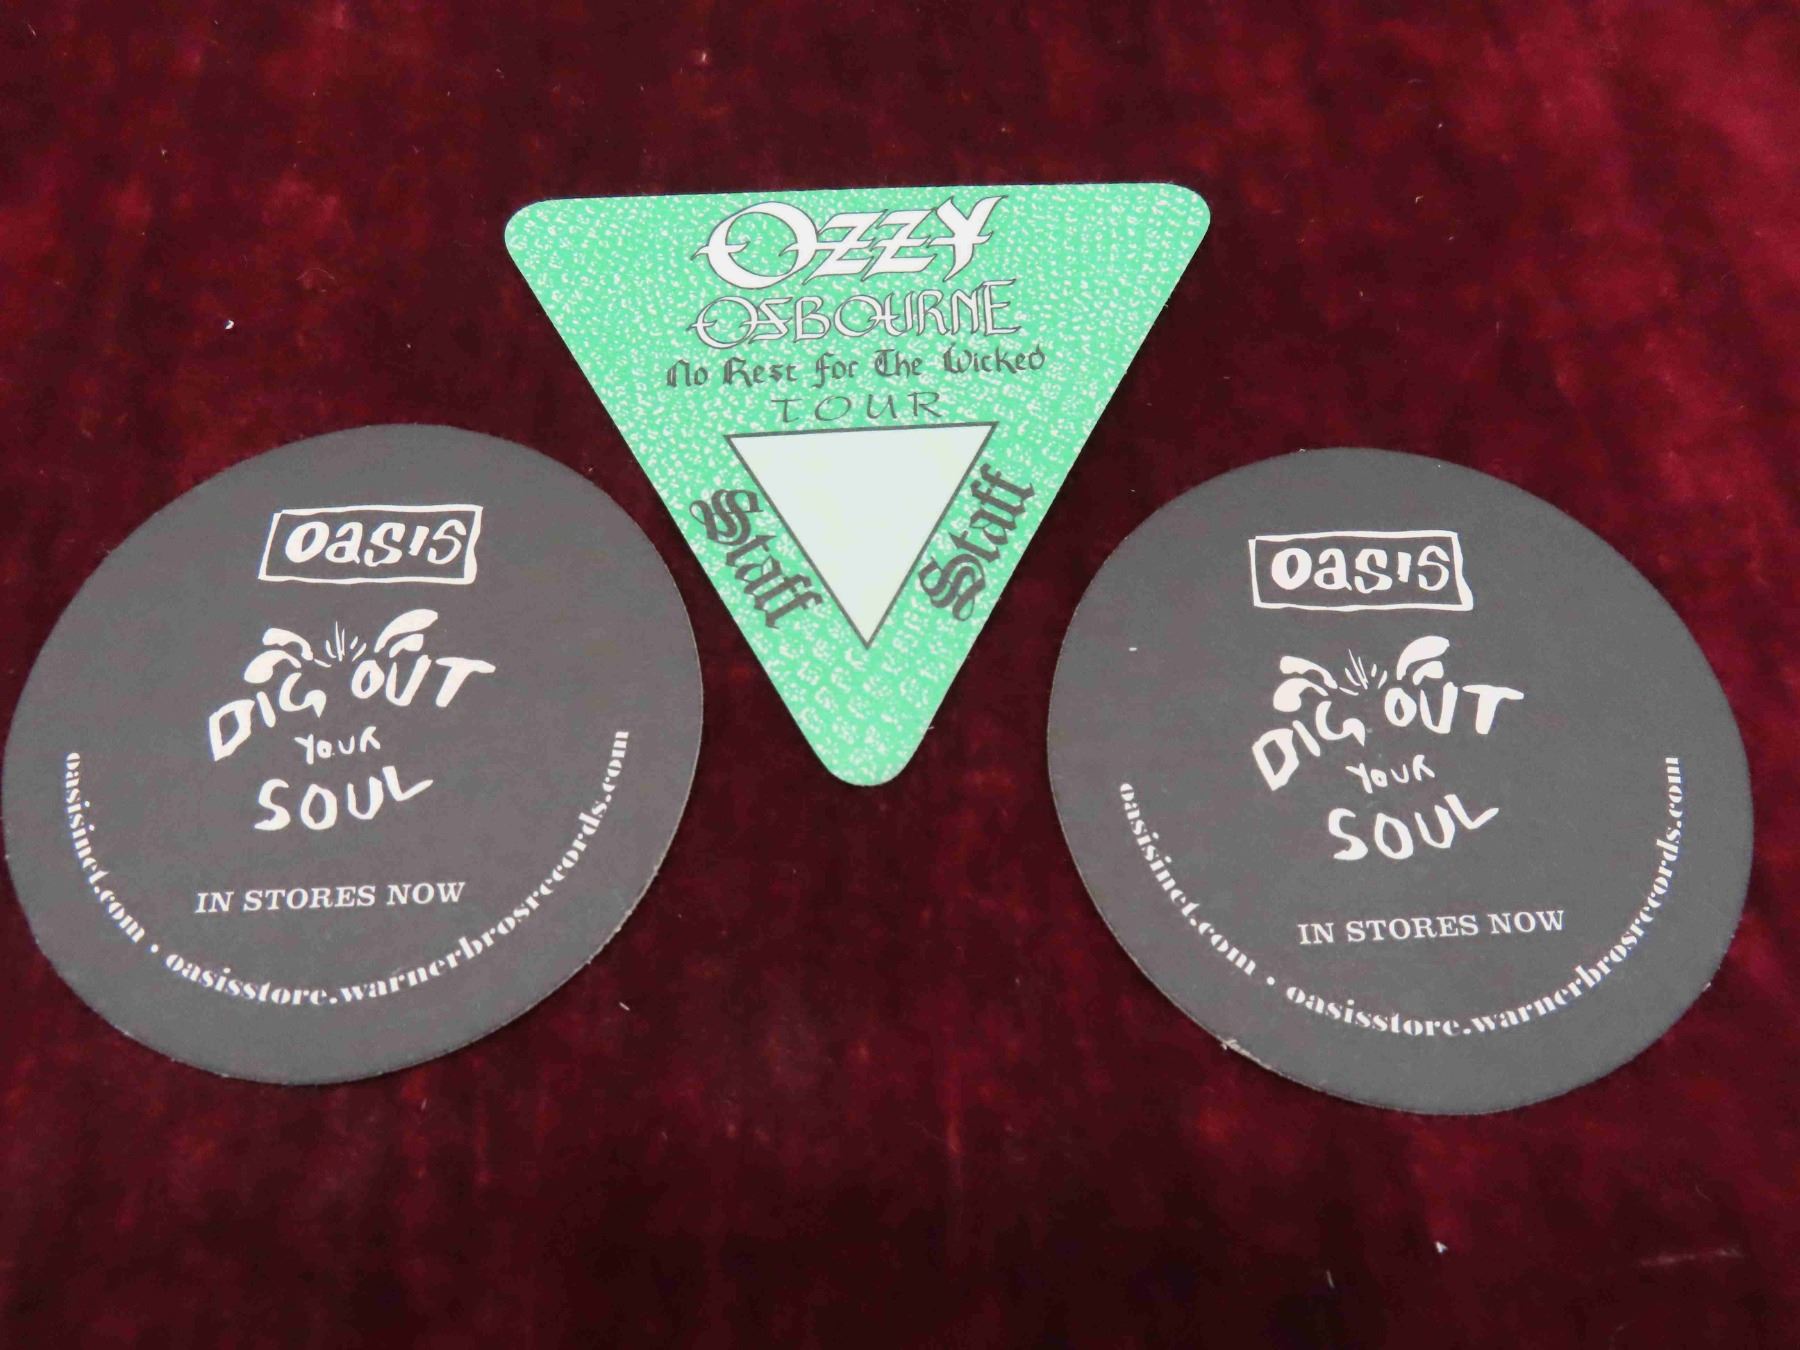 Ozzy
OSBOURNE
No Rest for The Wicked
TOUR
Staff
Staff
oasis
DIG OUT
YOUR
SOUL
IN STORES NOW
oasisinet.com • oasisstore.warnerbrosrecords.com
oasis
DIG OUT
YOUR
SOUL
IN STORES NOW
oasisinet.com • oasisstore.warnerbrosrecords.com